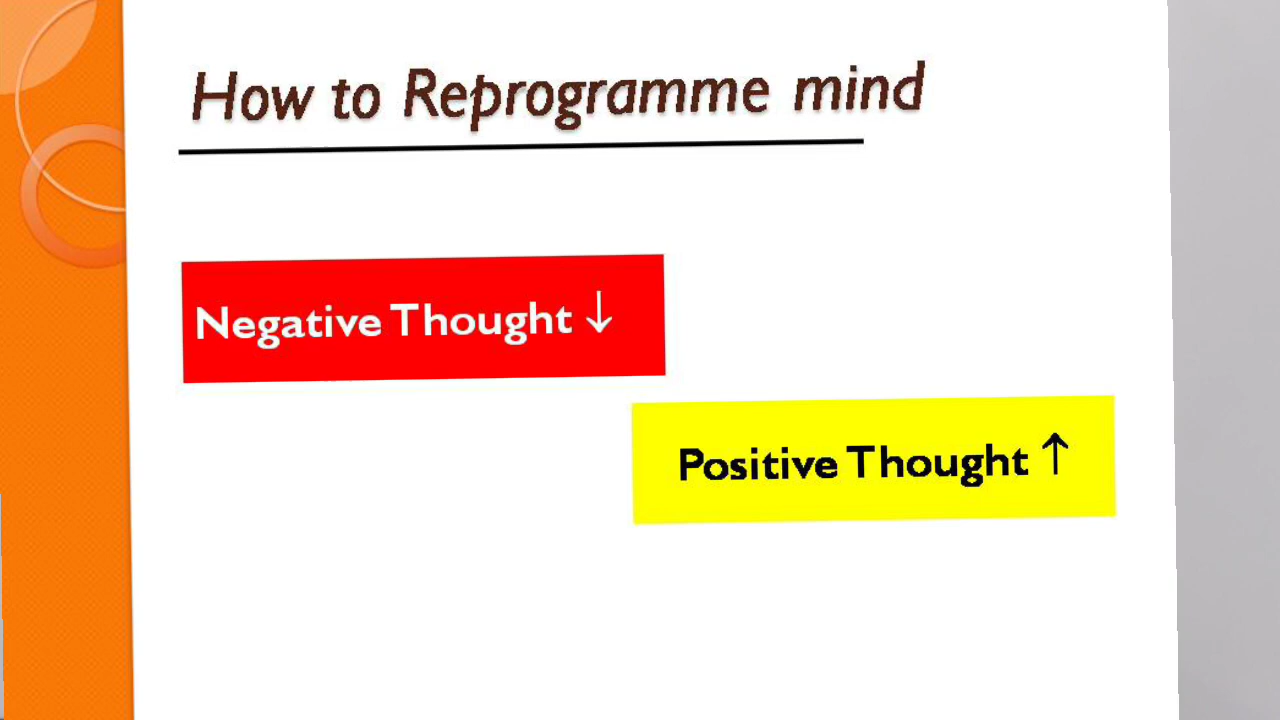 How to Reprogramme mind
Negative Thought ↓
Positive Thought ↑